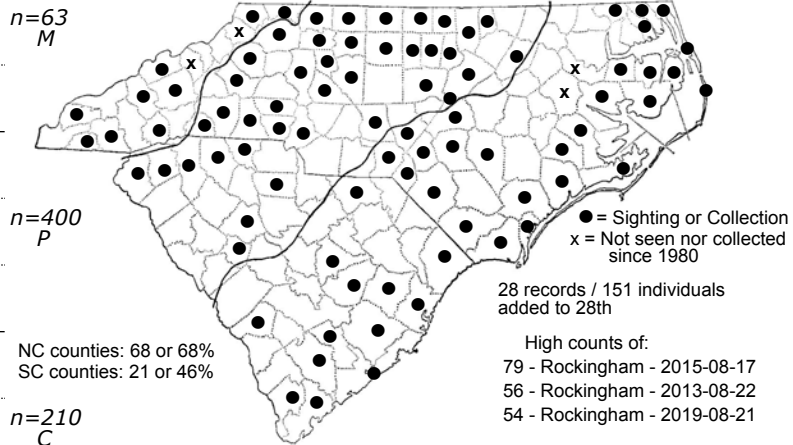 n=63
M
n=400
P
n=210
C
NC counties: 68 or 68%
SC counties: 21 or 46%
● = Sighting or Collection
x = Not seen nor collected
since 1980
28 records / 151 individuals
added to 28th
High counts of:
79 - Rockingham - 2015-08-17
56 - Rockingham - 2013-08-22
54 - Rockingham - 2019-08-21
x
x
x
x